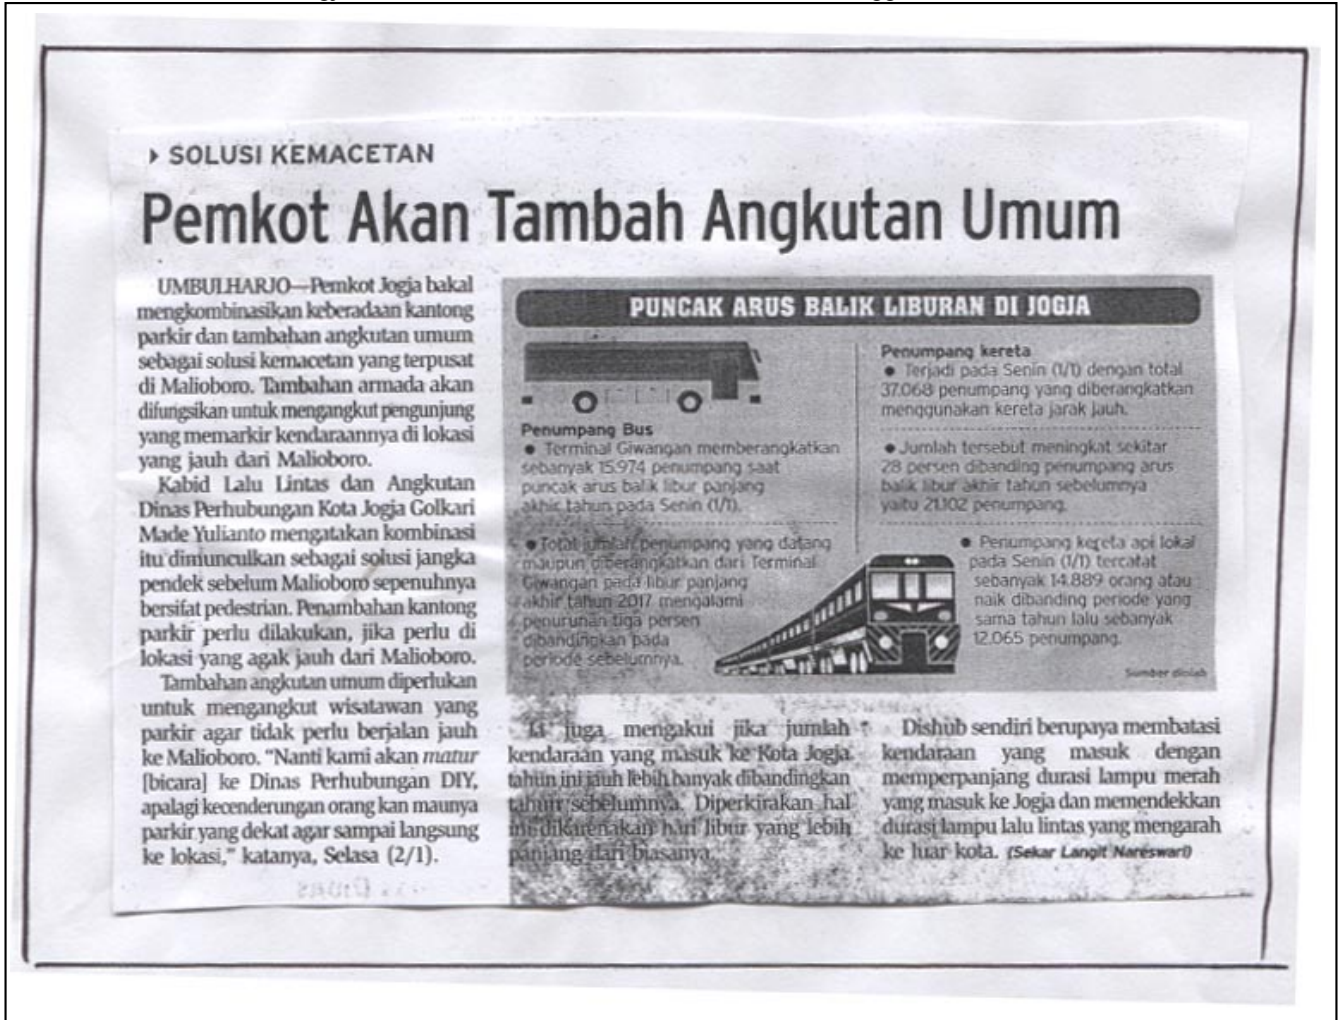 ▸ SOLUSI KEMACETAN
Pemkot Akan Tambah Angkutan Umum
UMBULHARJO—Pemkot Jogja bakal
mengkombinasikan keberadaan kantong
parkir dan tambahan angkutan umum
sebagai solusi kemacetan yang terpusat
di Malioboro. Tambahan armada akan
difungsikan untuk mengangkut pengunjung
yang memarkir kendaraannya di lokasi
yang jauh dari Malioboro.
Kabid Lalu Lintas dan Angkutan
Dinas Perhubungan Kota Jogja Golkari
Made Yulianto mengatakan kombinasi
itu dimunculkan sebagai solusi jangka
pendek sebelum Malioboro sepenuhnya
bersifat pedestrian. Penambahan kantong
parkir perlu dilakukan, jika perlu di
lokasi yang agak jauh dari Malioboro.
Tambahan angkutan umum diperlukan
untuk mengangkut wisatawan yang
parkir agar tidak perlu berjalan jauh
ke Malioboro. “Nanti kami akan matur
[bicara] ke Dinas Perhubungan DIY,
apalagi kecenderungan orang kan maunya
parkir yang dekat agar sampai langsung
ke lokasi,” katanya, Selasa (2/1).
PUNCAK ARUS BALIK LIBURAN DI JOGJA
Penumpang Bus
● Terminal Giwangan memberangkatkan
sebanyak 15.974 penumpang saat
puncak arus balik libur panjang
akhir tahun pada Senin (1/1).
● Total jumlah penumpang yang datang
maupun diberangkatkan dari Terminal
Giwangan pada libur panjang
akhir tahun 2017 mengalami
penurunan tiga persen
dibandingkan pada
periode sebelumnya.
Penumpang kereta
● Terjadi pada Senin (1/1) dengan total
37.068 penumpang yang diberangkatkan
menggunakan kereta jarak jauh.
● Jumlah tersebut meningkat sekitar
28 persen dibanding penumpang arus
balik libur akhir tahun sebelumnya
yaitu 21.102 penumpang.
● Penumpang kereta api lokal
pada Senin (1/1) tercatat
sebanyak 14.889 orang atau
naik dibanding periode yang
sama tahun lalu sebanyak
12.065 penumpang.
Sumber diolah
Ia juga mengakui jika jumlah
kendaraan yang masuk ke Kota Jogja
tahun ini jauh lebih banyak dibandingkan
tahun sebelumnya. Diperkirakan hal
ini dikarenakan hari libur yang lebih
panjang dari biasanya.
Dishub sendiri berupaya membatasi
kendaraan yang masuk dengan
memperpanjang durasi lampu merah
yang masuk ke Jogja dan memendekkan
durasi lampu lalu lintas yang mengarah
ke luar kota. (Sekar Langit Nareswari)